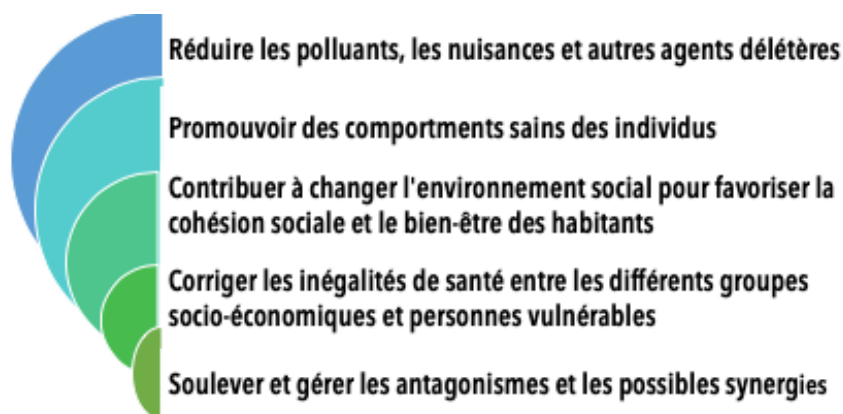 Réduire les polluants, les nuisances et autres agents délétères
Promouvoir des comportments sains des individus
Contribuer à changer l'environnement social pour favoriser la
cohésion sociale et le bien-être des habitants
Corriger les inégalités de santé entre les différents groupes
socio-économiques et personnes vulnérables
Soulever et gérer les antagonismes et les possibles synergies